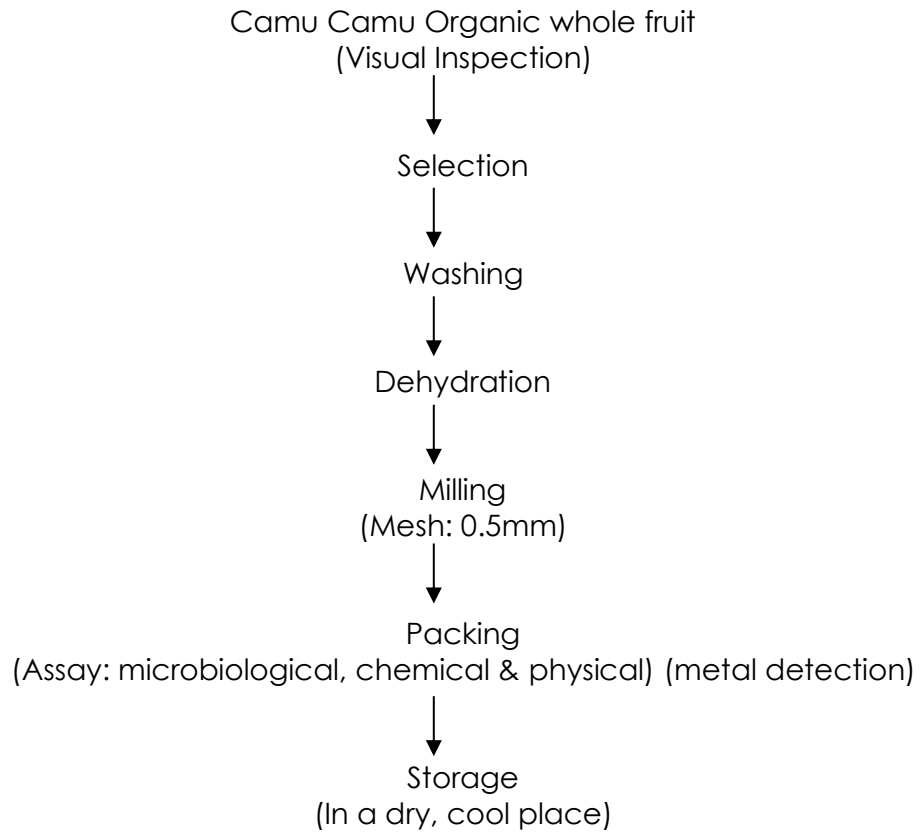 Camu Camu Organic whole fruit
(Visual Inspection)
Selection
Washing
Dehydration
Milling
(Mesh: 0.5mm)
Packing
(Assay: microbiological, chemical & physical) (metal detection)
Storage
(In a dry, cool place)